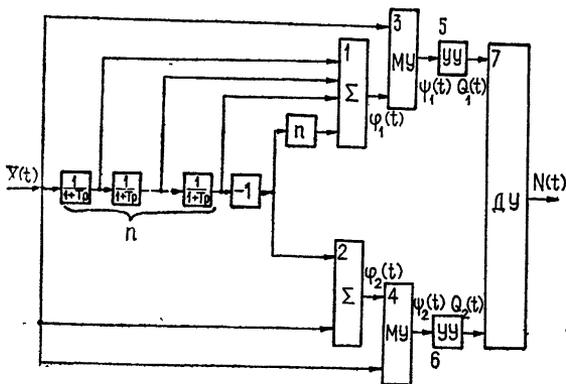 3
5
1
МУ
УУ
7
Σ
ψ₁(t) Q₁(t)
φ₁(t)
n
X̄(t)
1/(1+Tp)
1/(1+Tp)
1/(1+Tp)
-1
N(t)
ДУ
n
2
φ₂(t)
4
Σ
ψ₂(t) Q₂(t)
МУ
УУ
6